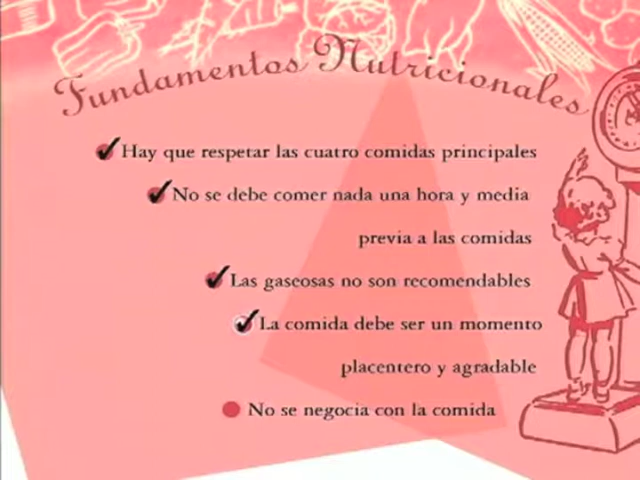 Fundamentos Nutricionales
Hay que respetar las cuatro comidas principales
No se debe comer nada una hora y media
previa a las comidas
Las gaseosas no son recomendables
La comida debe ser un momento
placentero y agradable
No se negocia con la comida